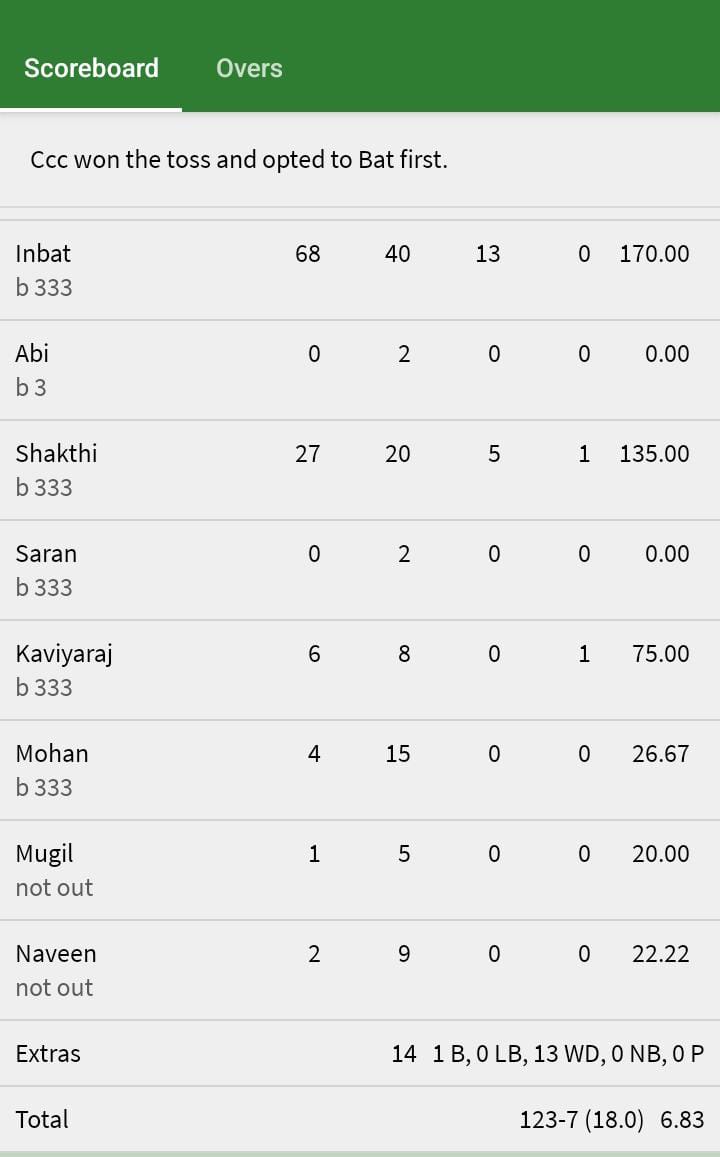 Scoreboard Overs
Ccc won the toss and opted to Bat first.
Inbat 68 40 13 0 170.00
b 333
Abi 0 2 0 0 0.00
b 3
Shakthi 27 20 5 1 135.00
b 333
Saran 0 2 0 0 0.00
b 333
Kaviyaraj 6 8 0 1 75.00
b 333
Mohan 4 15 0 0 26.67
b 333
Mugil 1 5 0 0 20.00
not out
Naveen 2 9 0 0 22.22
not out
Extras 14 1 B, 0 LB, 13 WD, 0 NB, 0 P
Total 123-7 (18.0) 6.83